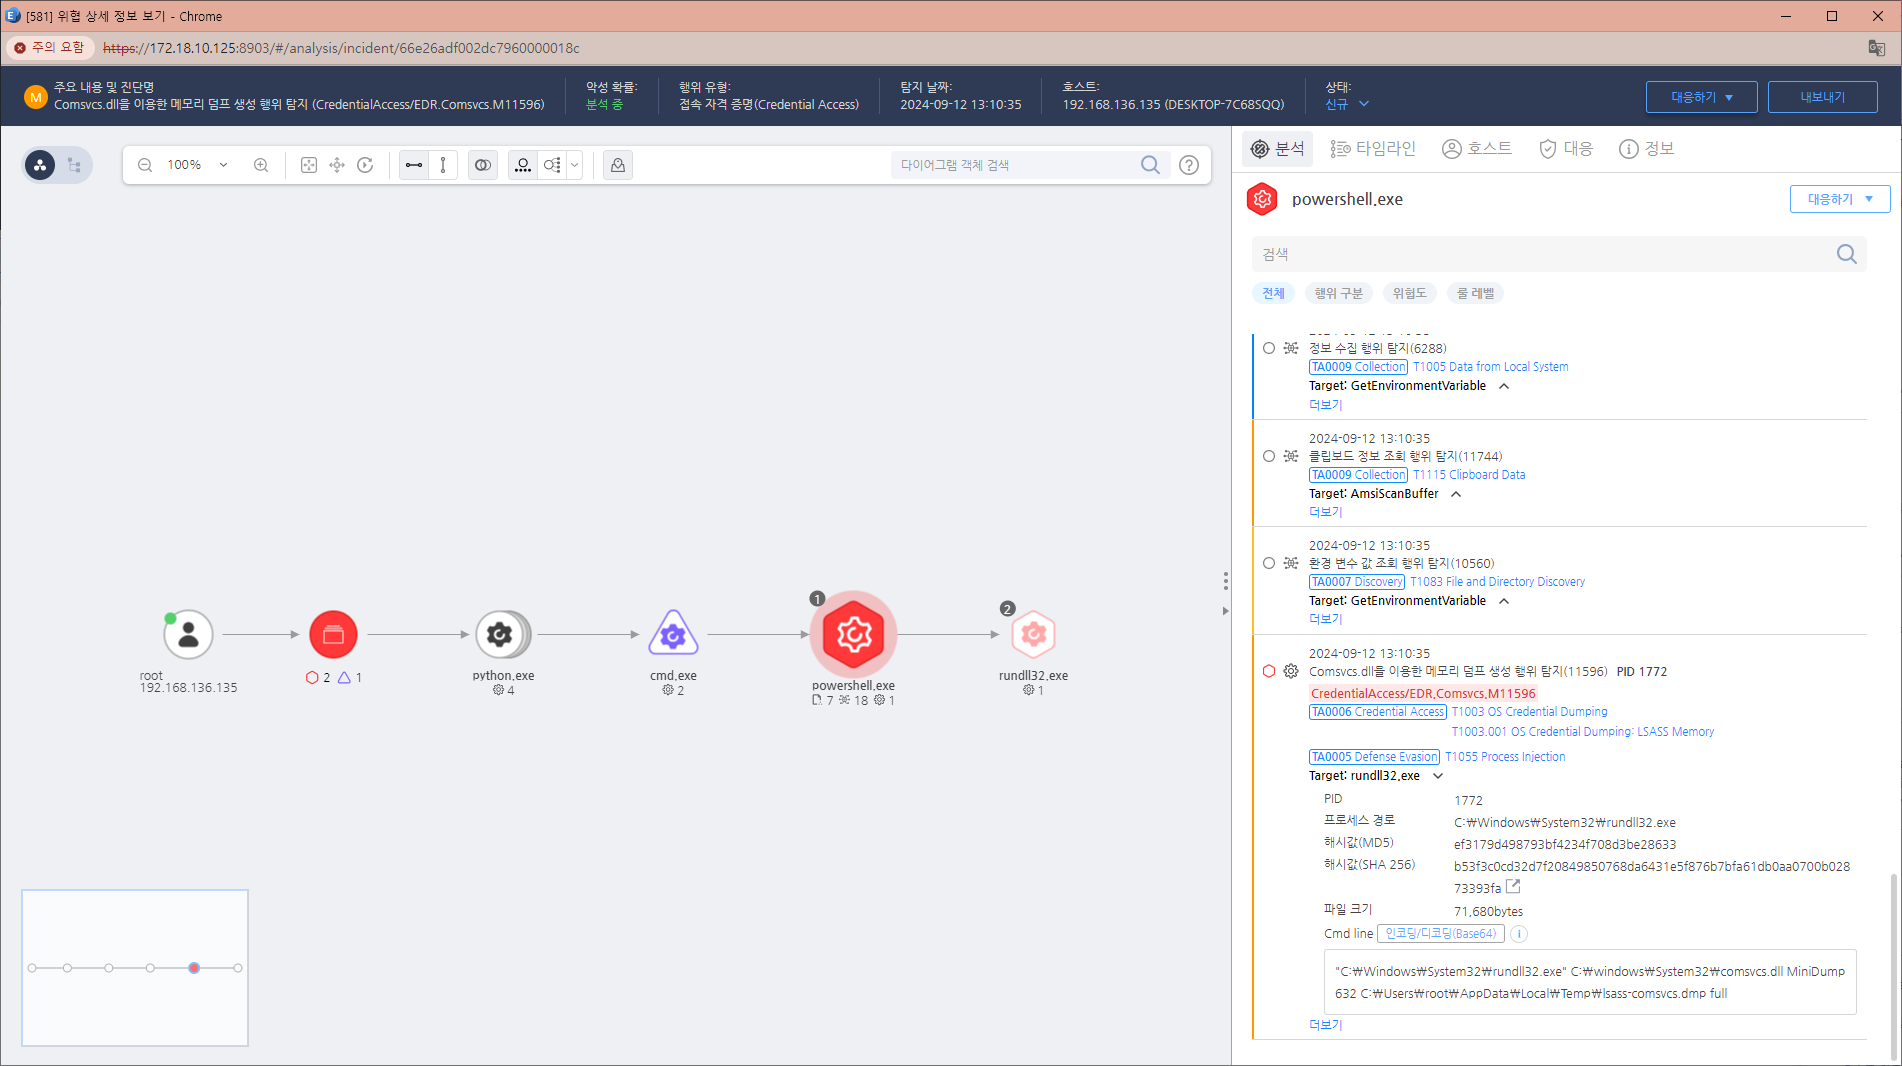 [581] 위협 상세 정보 보기 - Chrome
주의 요함 https://172.18.10.125:8903/#/analysis/incident/66e26adf002dc7960000018c
M
주요 내용 및 진단명
Comsvcs.dll을 이용한 메모리 덤프 생성 행위 탐지 (CredentialAccess/EDR.Comsvcs.M11596)
악성 확률:
분석 중
행위 유형:
접속 자격 증명(Credential Access)
탐지 날짜:
2024-09-12 13:10:35
호스트:
192.168.136.135 (DESKTOP-7C68SQQ)
상태:
신규
대응하기
내보내기
100%
다이어그램 객체 검색
root
192.168.136.135
2 1
python.exe
4
cmd.exe
2
1
powershell.exe
7 18 1
2
rundll32.exe
1
분석 타임라인 호스트 대응 정보
powershell.exe
대응하기
검색
전체 행위 구분 위험도 룰 레벨
정보 수집 행위 탐지(6288)
TA0009 Collection T1005 Data from Local System
Target: GetEnvironmentVariable
더보기
2024-09-12 13:10:35
클립보드 정보 조회 행위 탐지(11744)
TA0009 Collection T1115 Clipboard Data
Target: AmsiScanBuffer
더보기
2024-09-12 13:10:35
환경 변수 값 조회 행위 탐지(10560)
TA0007 Discovery T1083 File and Directory Discovery
Target: GetEnvironmentVariable
더보기
2024-09-12 13:10:35
Comsvcs.dll을 이용한 메모리 덤프 생성 행위 탐지(11596) PID 1772
CredentialAccess/EDR.Comsvcs.M11596
TA0006 Credential Access T1003 OS Credential Dumping
T1003.001 OS Credential Dumping: LSASS Memory
TA0005 Defense Evasion T1055 Process Injection
Target: rundll32.exe
PID 1772
프로세스 경로 C:₩Windows₩System32₩rundll32.exe
해시값(MD5) ef3179d498793bf4234f708d3be28633
해시값(SHA 256) b53f3c0cd32d7f20849850768da6431e5f876b7bfa61db0aa0700b028
73393fa
파일 크기 71,680bytes
Cmd line 인코딩/디코딩(Base64)
"C:₩Windows₩System32₩rundll32.exe" C:₩windows₩System32₩comsvcs.dll MiniDump
632 C:₩Users₩root₩AppData₩Local₩Temp₩lsass-comsvcs.dmp full
더보기